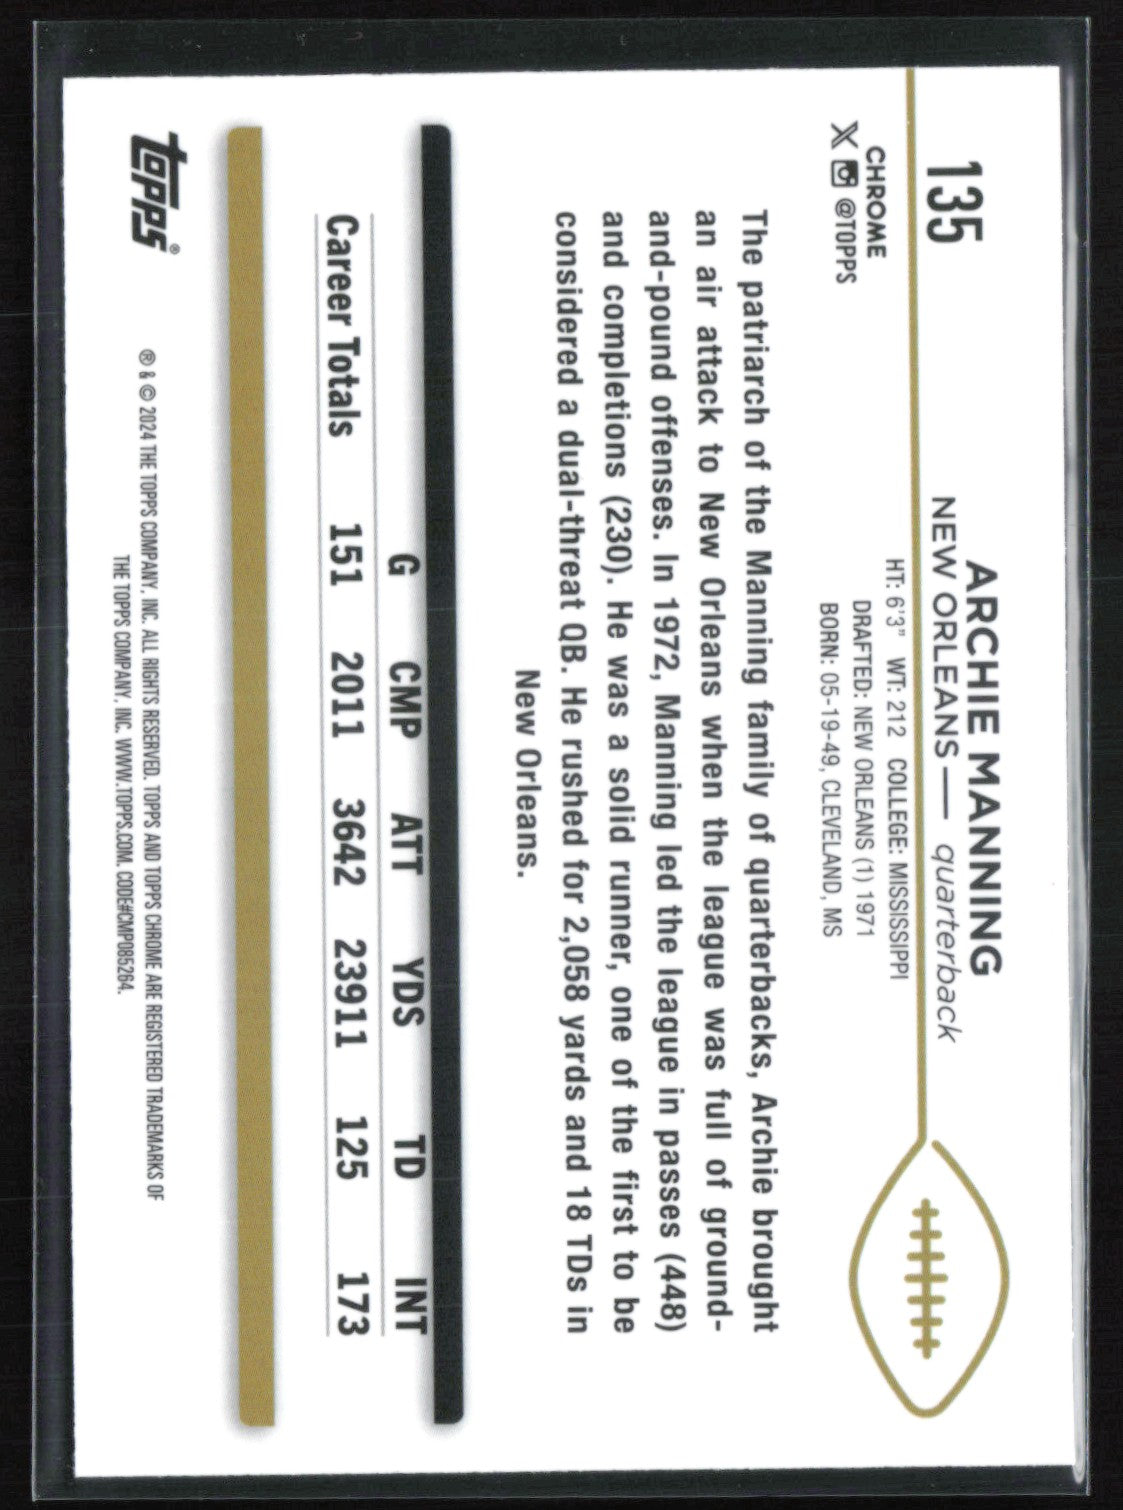 135
ARCHIE MANNING
NEW ORLEANS — quarterback
HT: 6'3" WT: 212 COLLEGE: MISSISSIPPI
DRAFTED: NEW ORLEANS (1) 1971
BORN: 05-19-49, CLEVELAND, MS
CHROME
X @TOPPS
The patriarch of the Manning family of quarterbacks, Archie brought
an air attack to New Orleans when the league was full of ground-
and-pound offenses. In 1972, Manning led the league in passes (448)
and completions (230). He was a solid runner, one of the first to be
considered a dual-threat QB. He rushed for 2,058 yards and 18 TDs in
New Orleans.
G CMP ATT YDS TD INT
Career Totals 151 2011 3642 23911 125 173
topps®
® & © 2024 THE TOPPS COMPANY, INC. ALL RIGHTS RESERVED. TOPPS AND TOPPS CHROME ARE REGISTERED TRADEMARKS OF
THE TOPPS COMPANY, INC. WWW.TOPPS.COM. CODE#CMP085264.